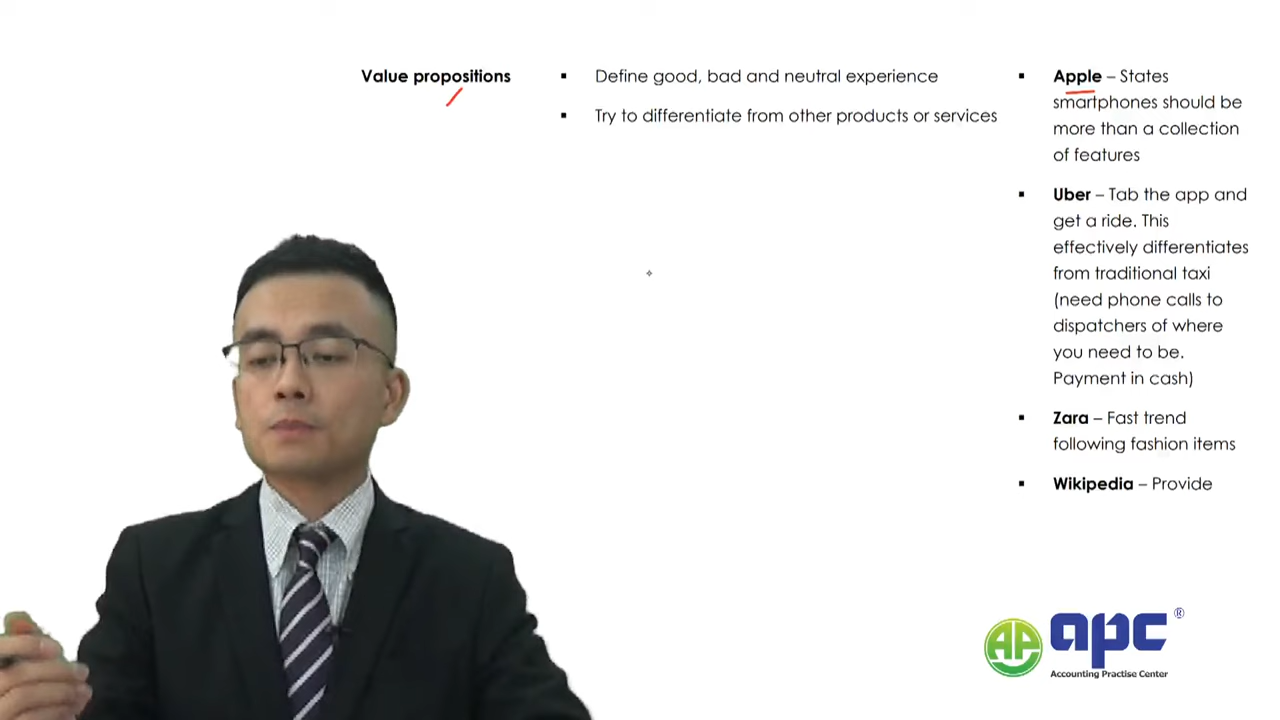 Value propositions
▪ Define good, bad and neutral experience
▪ Try to differentiate from other products or services
▪ Apple – States
smartphones should be
more than a collection
of features
▪ Uber – Tab the app and
get a ride. This
effectively differentiates
from traditional taxi
(need phone calls to
dispatchers of where
you need to be.
Payment in cash)
▪ Zara – Fast trend
following fashion items
▪ Wikipedia – Provide
AP apc ®
Accounting Practise Center